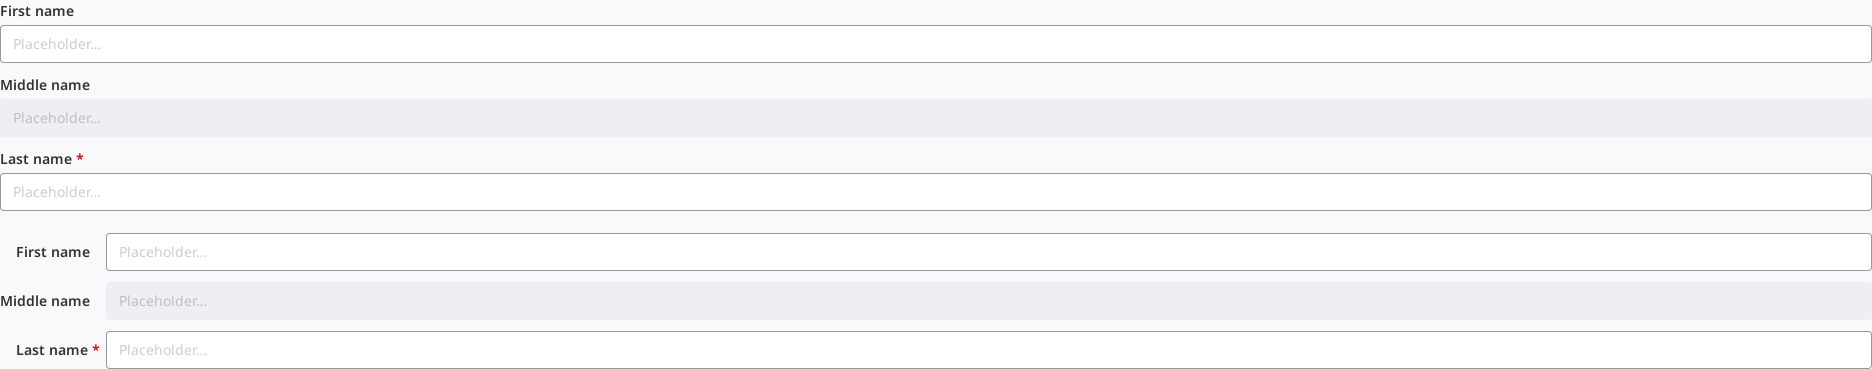 First name
Placeholder...
Middle name
Placeholder...
Last name *
Placeholder...
First name Placeholder...
Middle name Placeholder...
Last name * Placeholder...